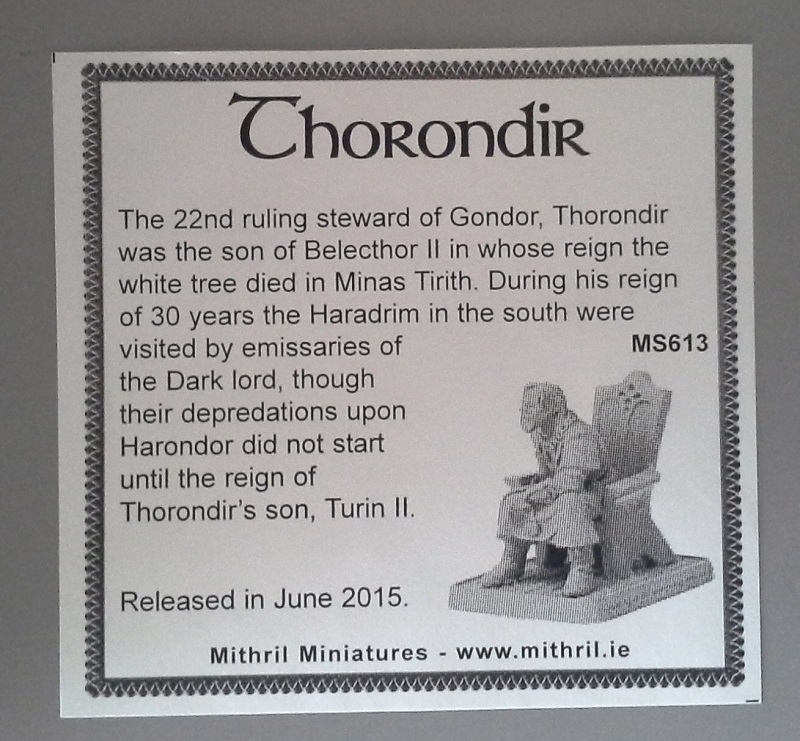 Thorondir
The 22nd ruling steward of Gondor, Thorondir
was the son of Belecthor II in whose reign the
white tree died in Minas Tirith. During his reign
of 30 years the Haradrim in the south were
visited by emissaries of
MS613
the Dark lord, though
their depredations upon
Harondor did not start
until the reign of
Thorondir's son, Turin II.
Released in June 2015.
Mithril Miniatures - www.mithril.ie